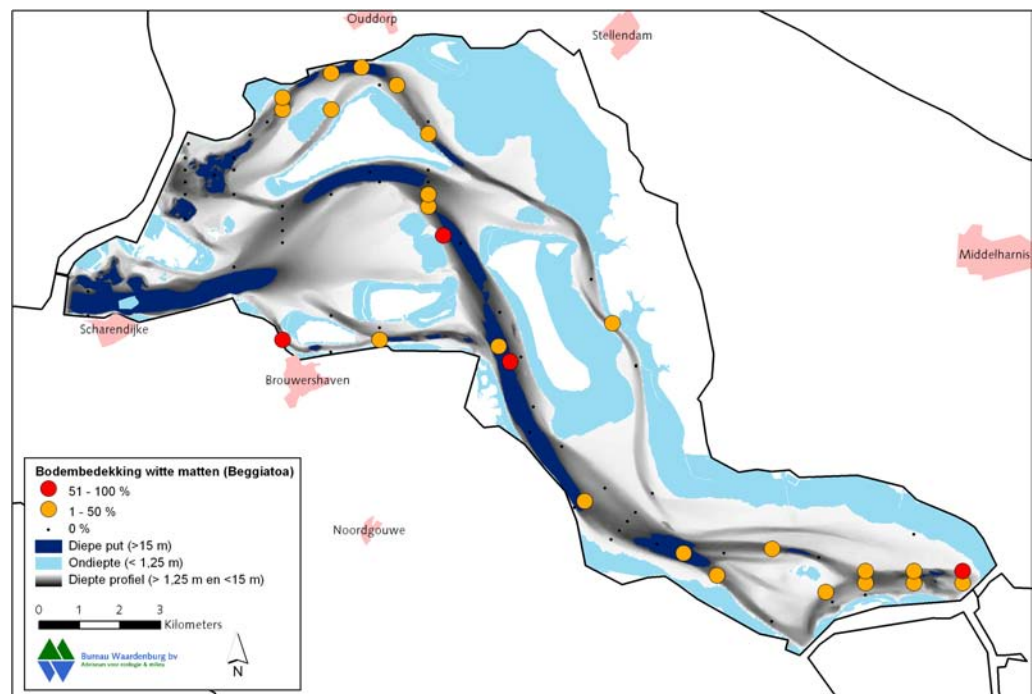 Ouddorp
Stellendam
Middelharnis
Scharendijke
Brouwershaven
Noordgouwe
Bodembedekking witte matten (Beggiatoa)
51 - 100 %
1 - 50 %
0 %
Diepe put (>15 m)
Ondiepte (< 1,25 m)
Diepte profiel (> 1,25 m en <15 m)
0 1 2 3
Kilometers
Bureau Waardenburg bv
Adviseurs voor ecologie & milieu
N